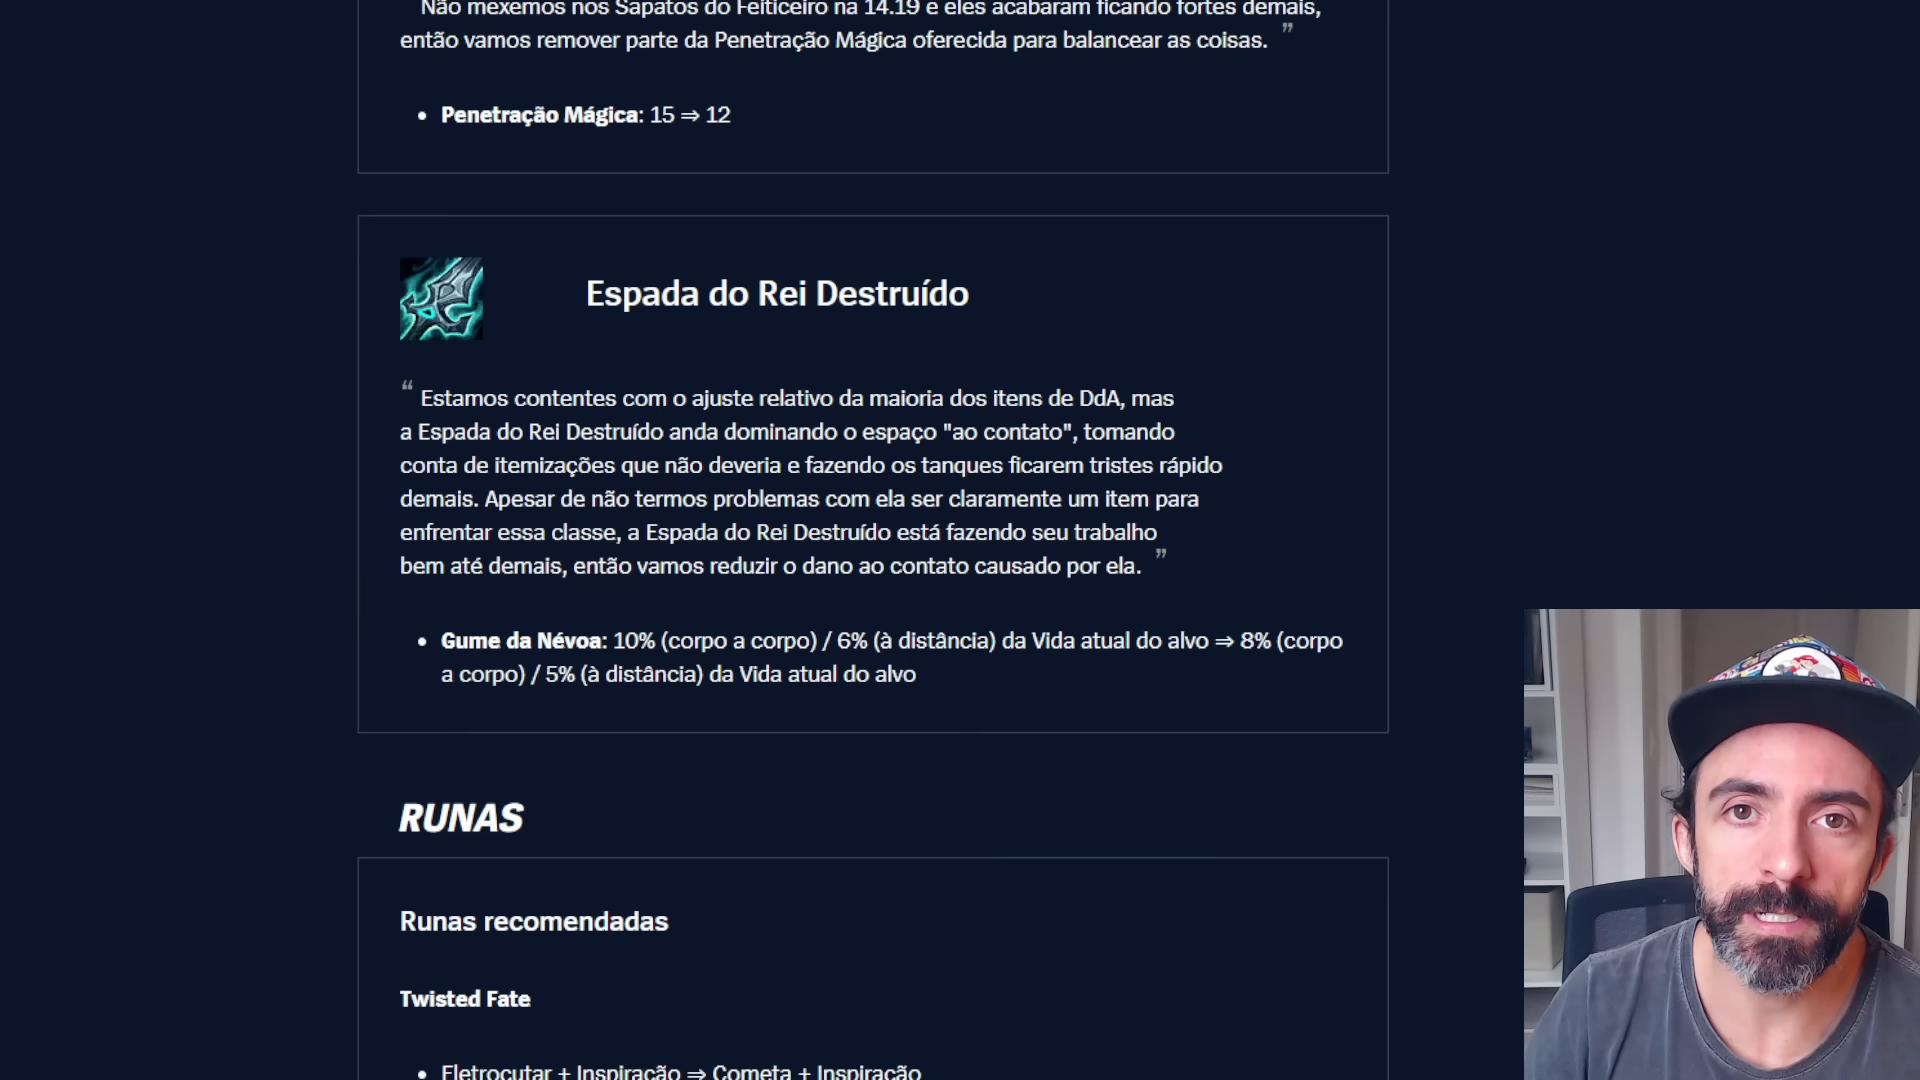 Não mexemos nos Sapatos do Feiticeiro na 14.19 e eles acabaram ficando fortes demais,
então vamos remover parte da Penetração Mágica oferecida para balancear as coisas. ”
• Penetração Mágica: 15 ⇒ 12
Espada do Rei Destruído
“ Estamos contentes com o ajuste relativo da maioria dos itens de DdA, mas
a Espada do Rei Destruído anda dominando o espaço "ao contato", tomando
conta de itemizações que não deveria e fazendo os tanques ficarem tristes rápido
demais. Apesar de não termos problemas com ela ser claramente um item para
enfrentar essa classe, a Espada do Rei Destruído está fazendo seu trabalho
bem até demais, então vamos reduzir o dano ao contato causado por ela. ”
• Gume da Névoa: 10% (corpo a corpo) / 6% (à distância) da Vida atual do alvo ⇒ 8% (corpo
a corpo) / 5% (à distância) da Vida atual do alvo
RUNAS
Runas recomendadas
Twisted Fate
• Eletrocutar + Inspiração ⇒ Cometa + Inspiração